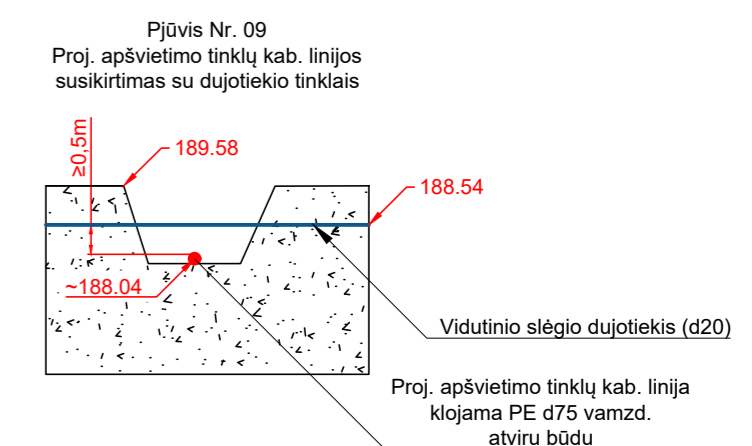 Pjūvis Nr. 09
Proj. apšvietimo tinklų kab. linijos
susikirtimas su dujotiekio tinklais
≥0,5m
189.58
188.54
~188.04
Vidutinio slėgio dujotiekis (d20)
Proj. apšvietimo tinklų kab. linija
klojama PE d75 vamzd.
atviru būdu